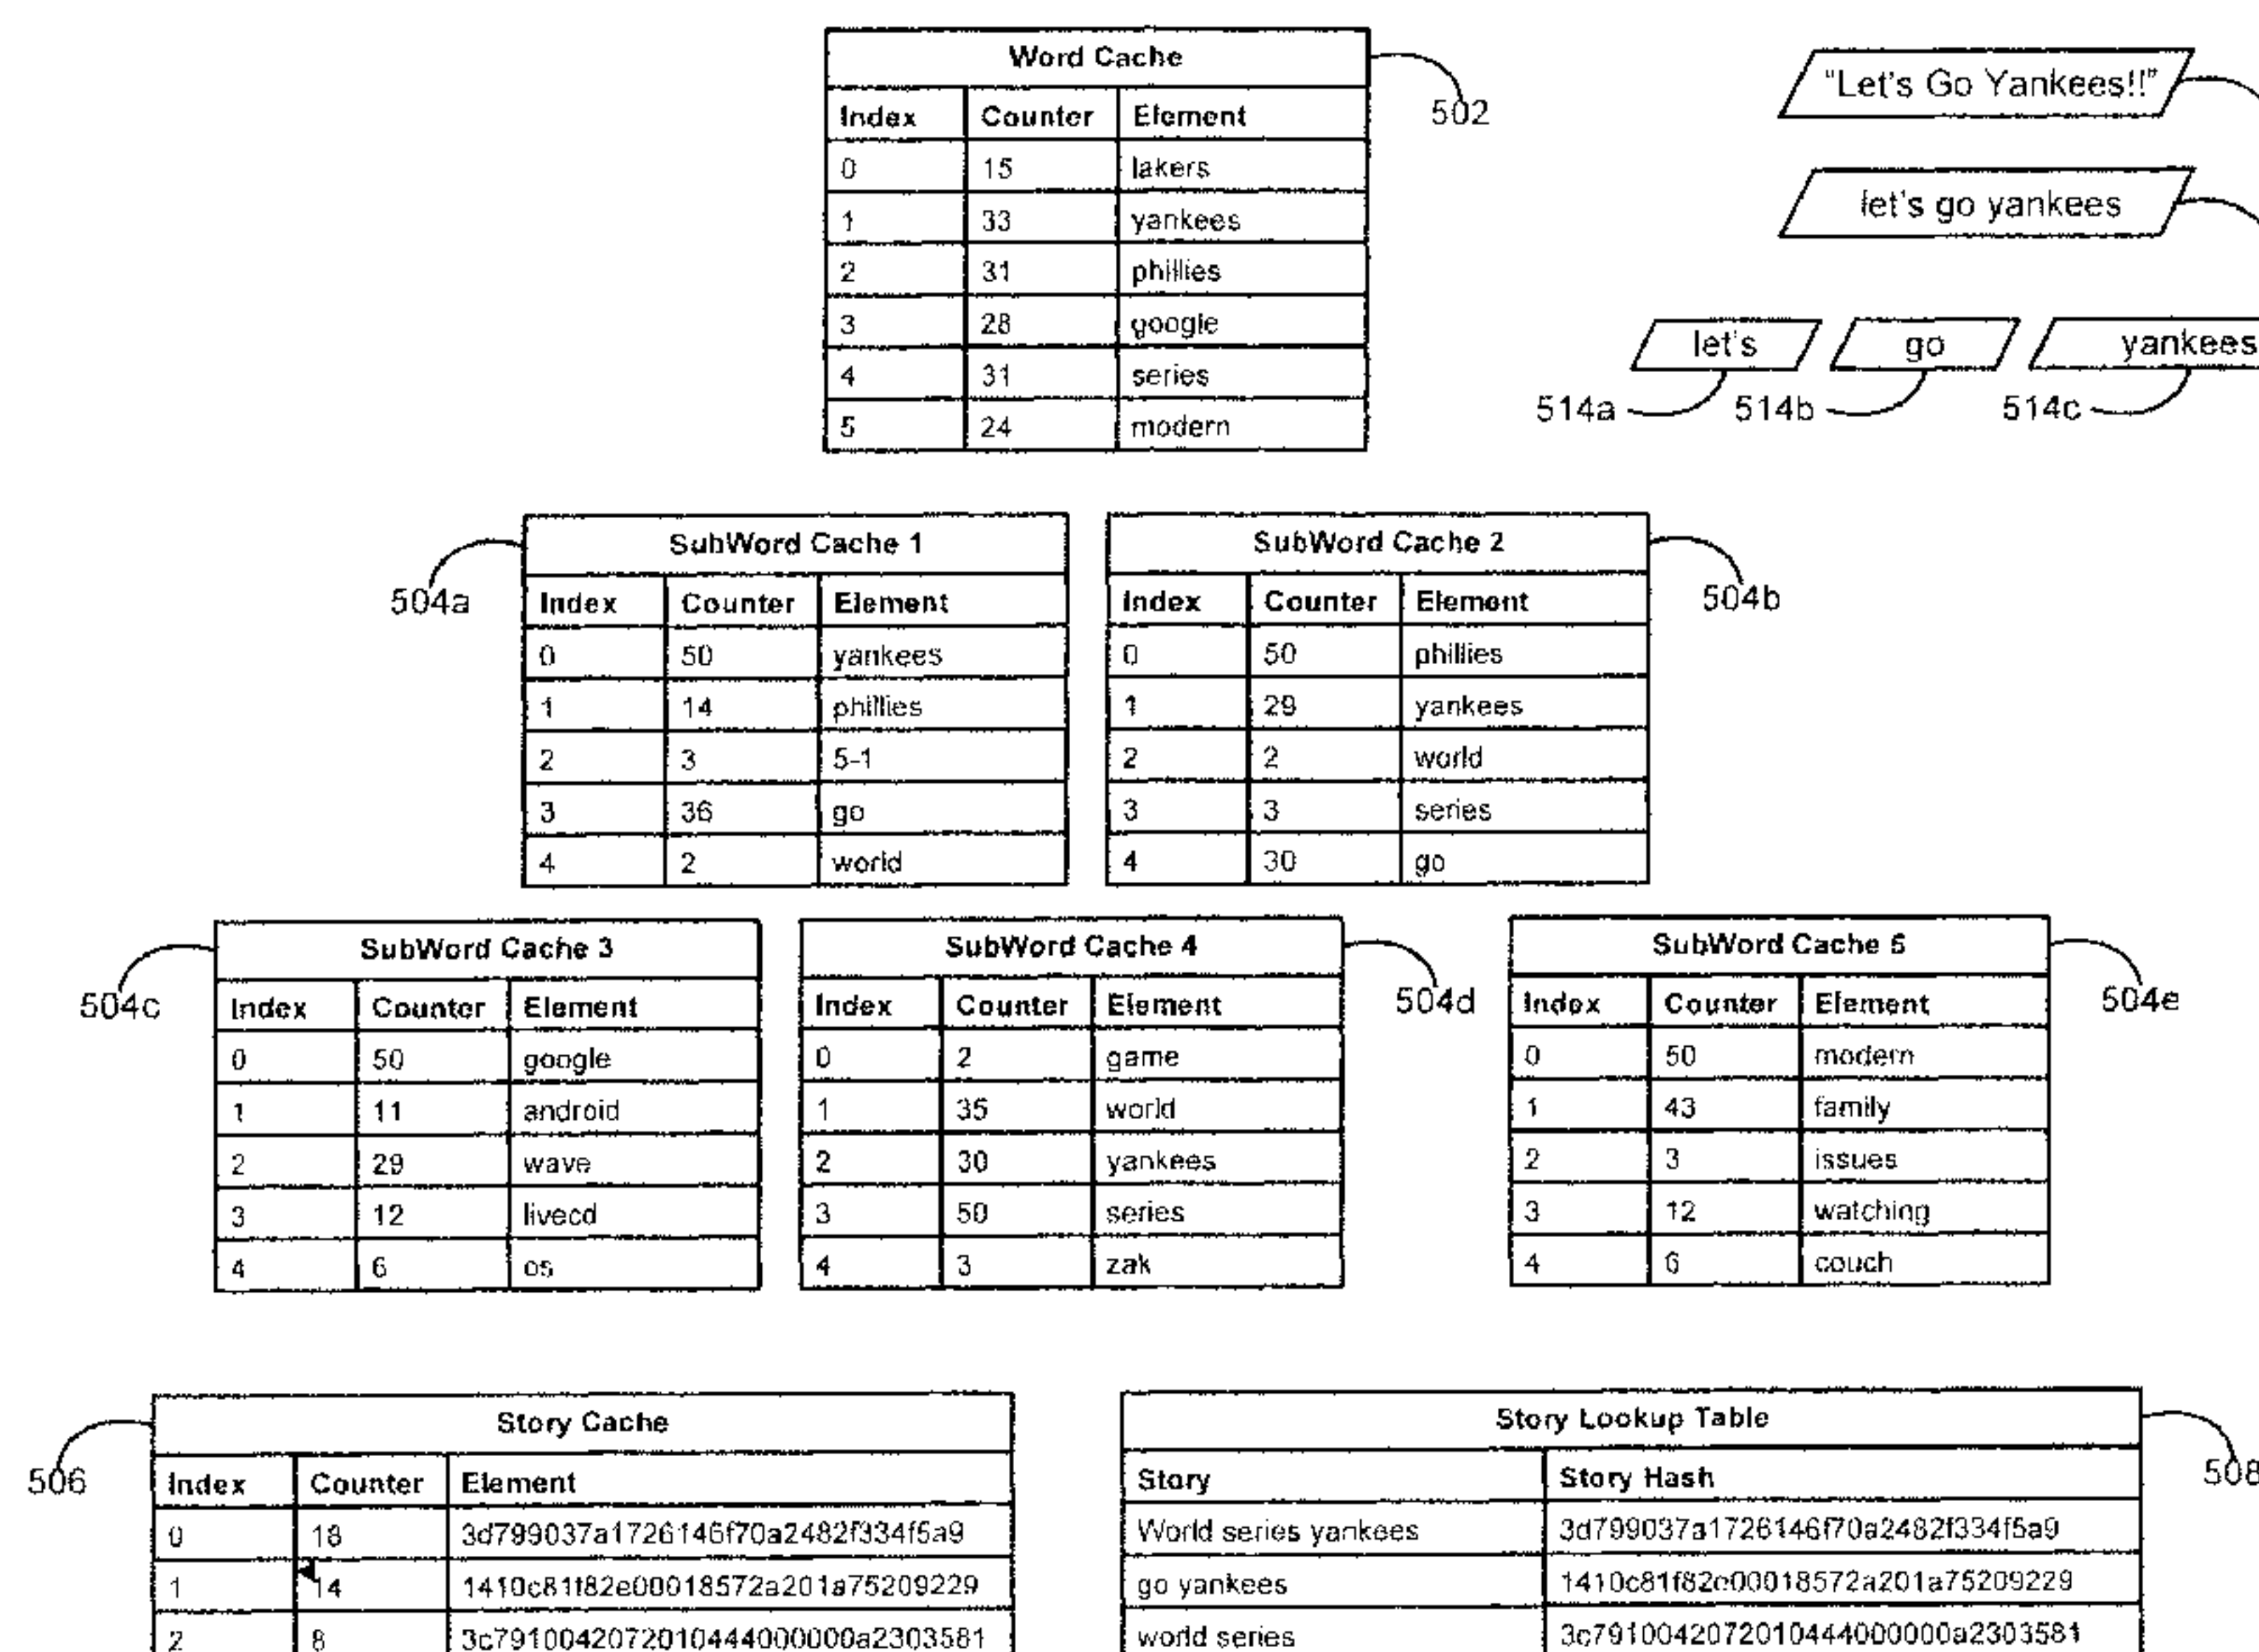 Word Cache
Index Counter Element
0 15 lakers
1 33 yankees
2 31 phillies
3 28 google
4 31 series
5 24 modern
502
"Let's Go Yankees!!"
let's go yankees
let's go yankees
514a 514b 514c
SubWord Cache 1
Index Counter Element
0 50 yankees
1 14 phillies
2 3 5-1
3 36 go
4 2 world
504a
SubWord Cache 2
Index Counter Element
0 50 phillies
1 29 yankees
2 2 world
3 3 series
4 30 go
504b
SubWord Cache 3
Index Counter Element
0 50 google
1 11 android
2 29 wave
3 12 livecd
4 6 os
504c
SubWord Cache 4
Index Counter Element
0 2 game
1 35 world
2 30 yankees
3 50 series
4 3 zak
504d
SubWord Cache 5
Index Counter Element
0 50 modern
1 43 family
2 3 issues
3 12 watching
4 6 couch
504e
Story Cache
Index Counter Element
0 18 3d799037a1726146f70a2482f334f5a9
1 14 1410c81f82e00018572a201a75209229
2 8 3c79100420720104440000000a2303581
506
Story Lookup Table
Story Story Hash
World series yankees 3d799037a1726146f70a2482f334f5a9
go yankees 1410c81f82e00018572a201a75209229
world series 3c79100420720104440000000a2303581
508